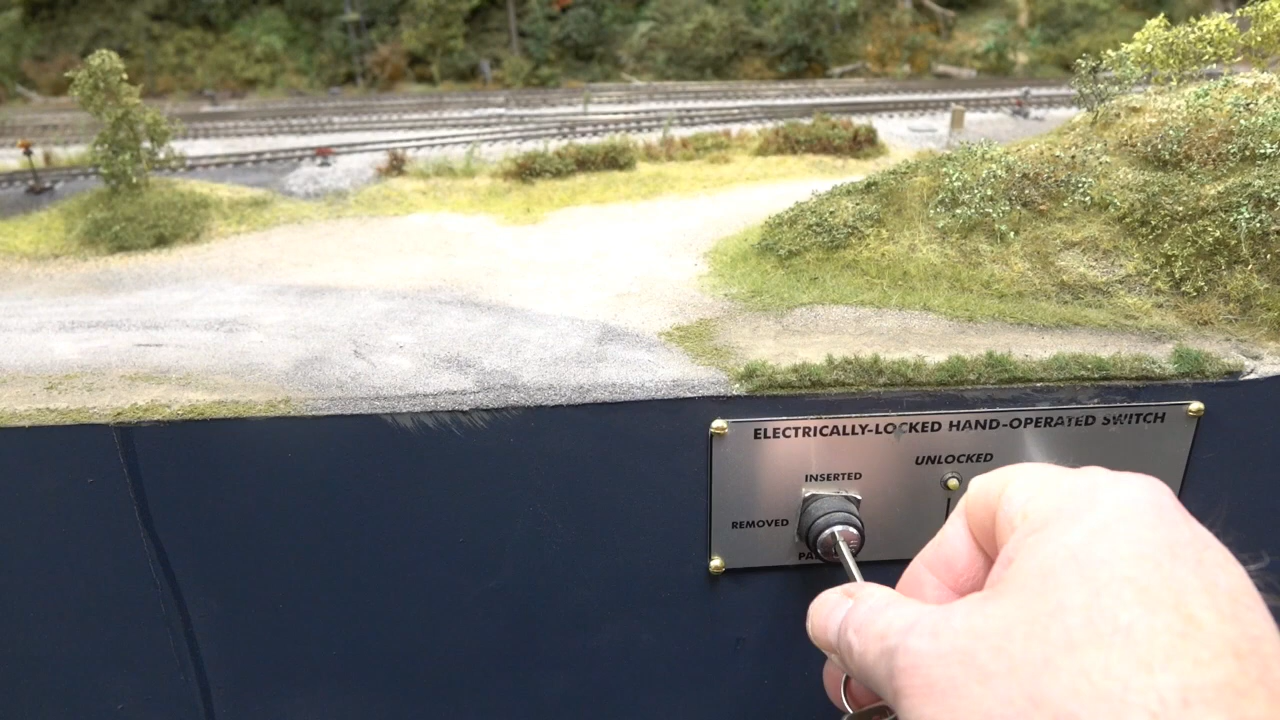 ELECTRICALLY-LOCKED HAND-OPERATED SWITCH
UNLOCKED
INSERTED
REMOVED